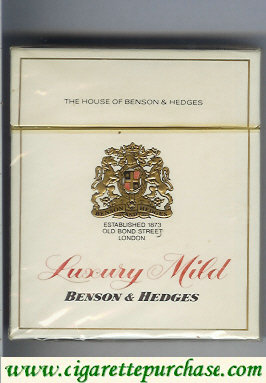 THE HOUSE OF BENSON & HEDGES
ESTABLISHED 1873
OLD BOND STREET
LONDON
Luxury Mild
BENSON & HEDGES
www.cigarettepurchase.com